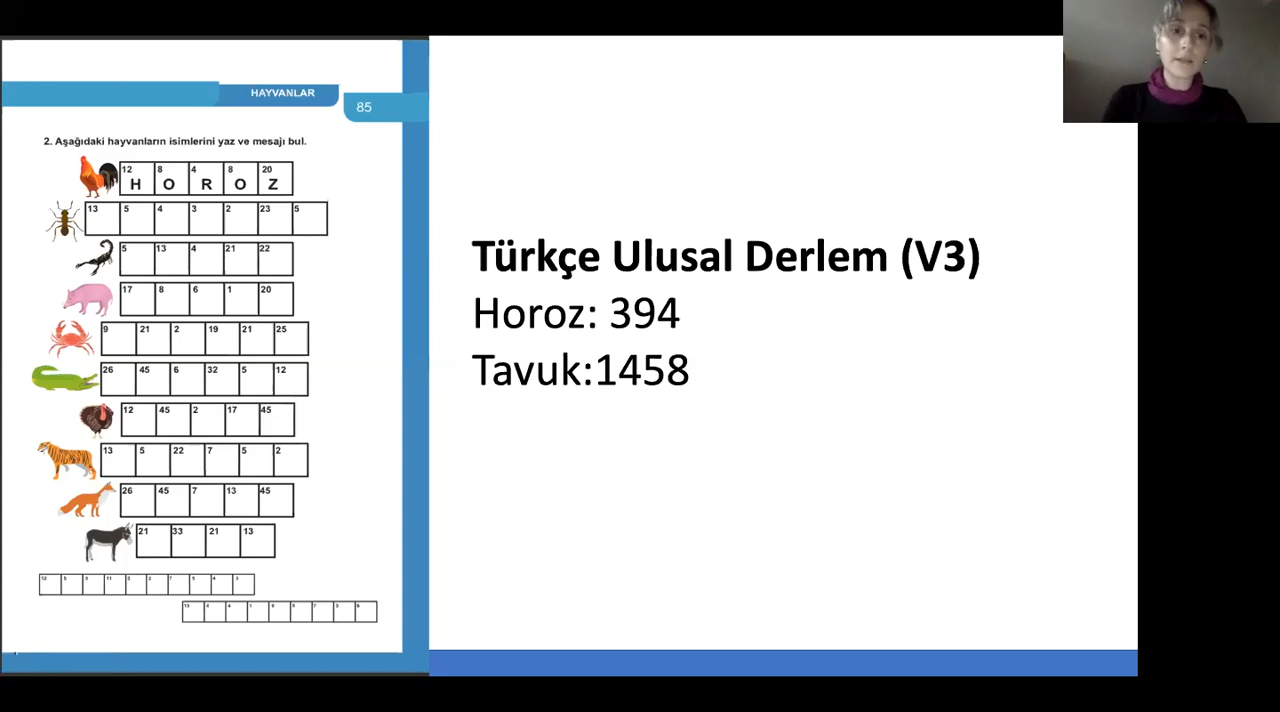 HAYVANLAR
85
2. Aşağıdaki hayvanların isimlerini yaz ve mesajı bul.
12 8 4 8 20
H O R O Z
13 5 4 3 2 23 5
5 13 4 21 22
17 8 6 1 20
9 21 2 19 21 25
26 45 6 32 5 12
12 45 2 17 45
13 5 22 7 5 2
26 45 7 13 45
21 33 21 13
Türkçe Ulusal Derlem (V3)
Horoz: 394
Tavuk:1458